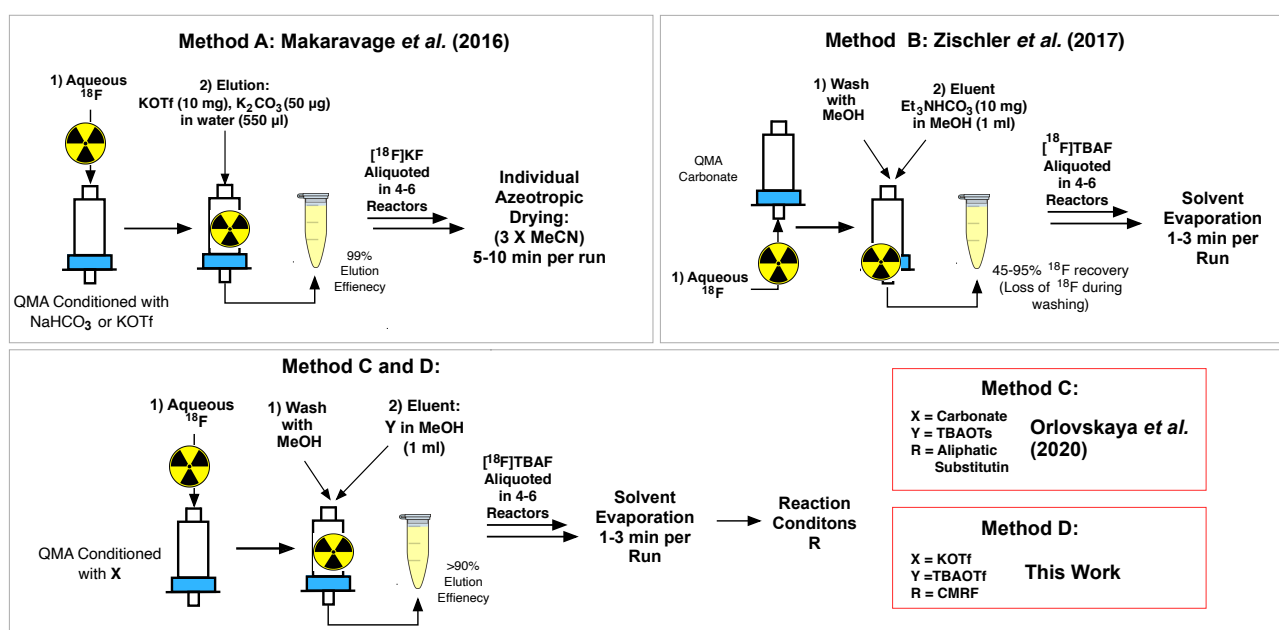 Method A: Makaravage et al. (2016)
1) Aqueous
18F
2) Elution:
KOTf (10 mg), K2CO3 (50 µg)
in water (550 µl)
[18F]KF
Aliquoted
in 4-6
Reactors
Individual
Azeotropic
Drying:
(3 X MeCN)
5-10 min per run
99%
Elution
Effienecy
QMA Conditioned with
NaHCO3 or KOTf
Method B: Zischler et al. (2017)
1) Wash
with
MeOH
2) Eluent
Et3NHCO3 (10 mg)
in MeOH (1 ml)
QMA
Carbonate
[18F]TBAF
Aliquoted
in 4-6
Reactors
Solvent
Evaporation
1-3 min per
Run
1) Aqueous
18F
45-95% 18F recovery
(Loss of 18F during
washing)
Method C and D:
1) Aqueous
18F
1) Wash
with
MeOH
2) Eluent:
Y in MeOH
(1 ml)
[18F]TBAF
Aliquoted
in 4-6
Reactors
Solvent
Evaporation
1-3 min per
Run
Reaction
Conditons
R
QMA Conditioned
with X
>90%
Elution
Effienecy
Method C:
X = Carbonate
Y = TBAOTs
R = Aliphatic
Substitutin
Orlovskaya et al.
(2020)
Method D:
X = KOTf
Y =TBAOTf
R = CMRF
This Work